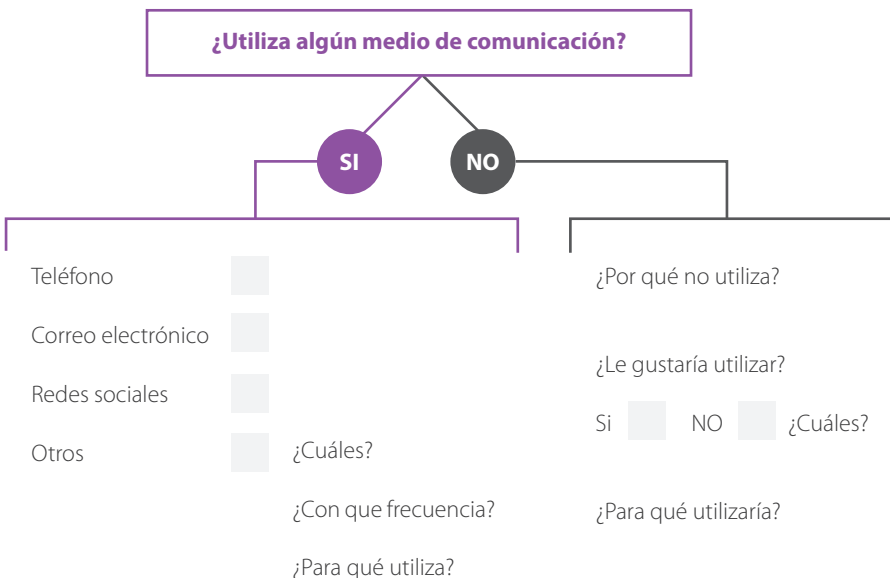 ¿Utiliza algún medio de comunicación?
SI
NO
Teléfono
Correo electrónico
Redes sociales
Otros
¿Cuáles?
¿Con que frecuencia?
¿Para qué utiliza?
¿Por qué no utiliza?
¿Le gustaría utilizar?
Si NO ¿Cuáles?
¿Para qué utilizaría?